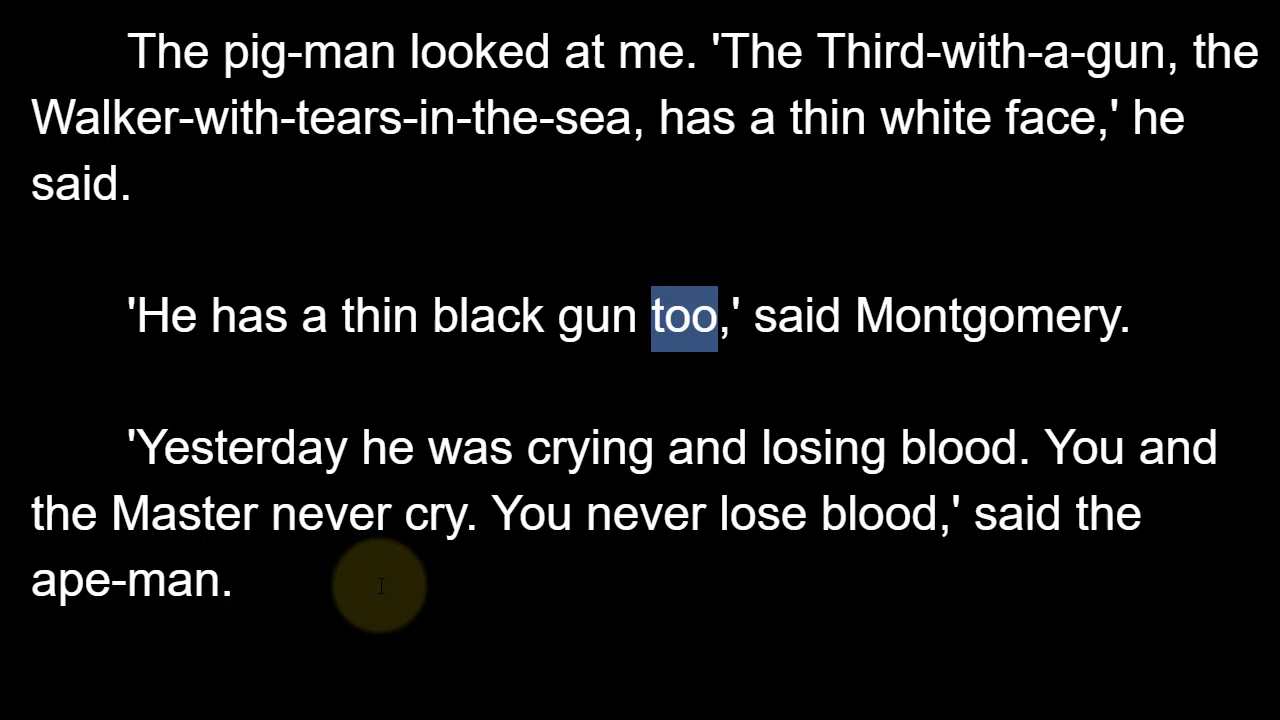 The pig-man looked at me. 'The Third-with-a-gun, the
Walker-with-tears-in-the-sea, has a thin white face,' he
said.
'He has a thin black gun too,' said Montgomery.
'Yesterday he was crying and losing blood. You and
the Master never cry. You never lose blood,' said the
ape-man.